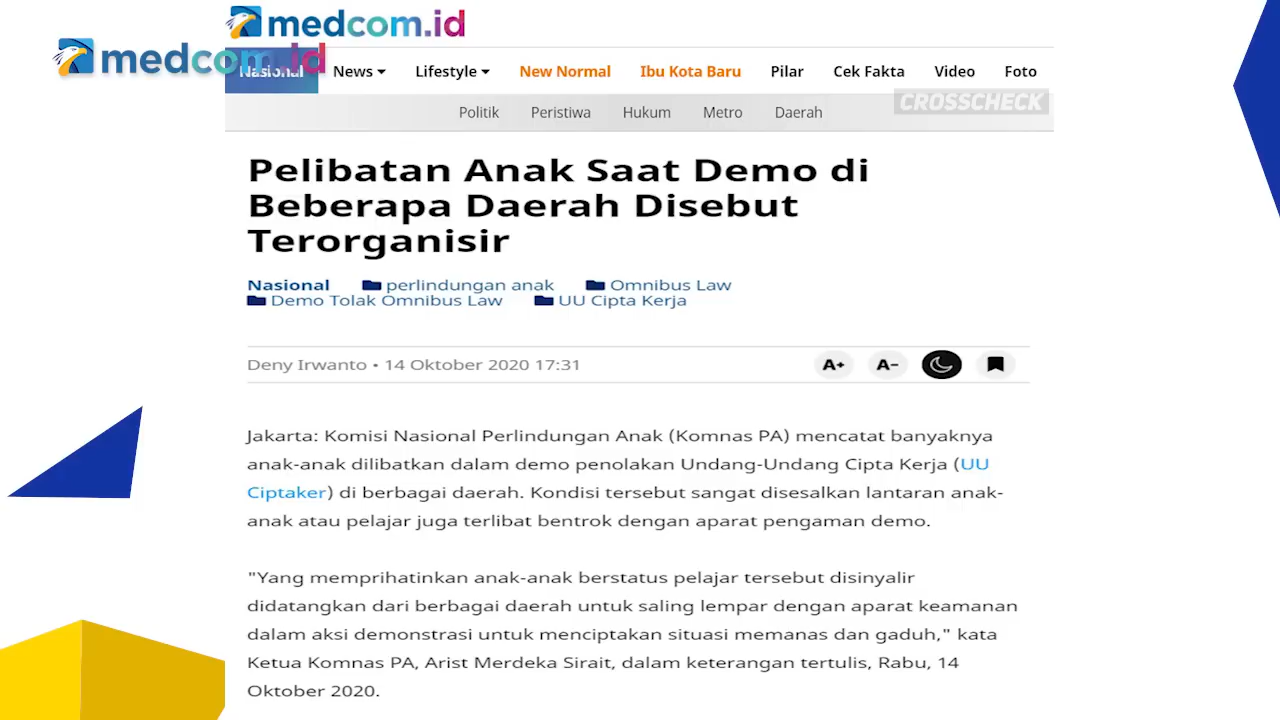 medcom.id
medcom.id
Nasional News Lifestyle New Normal Ibu Kota Baru Pilar Cek Fakta Video Foto
CROSSCHECK
Politik Peristiwa Hukum Metro Daerah
Pelibatan Anak Saat Demo di
Beberapa Daerah Disebut
Terorganisir
Nasional perlindungan anak Omnibus Law
Demo Tolak Omnibus Law UU Cipta Kerja
Deny Irwanto • 14 Oktober 2020 17:31 A+ A-
Jakarta: Komisi Nasional Perlindungan Anak (Komnas PA) mencatat banyaknya
anak-anak dilibatkan dalam demo penolakan Undang-Undang Cipta Kerja (UU
Ciptaker) di berbagai daerah. Kondisi tersebut sangat disesalkan lantaran anak-
anak atau pelajar juga terlibat bentrok dengan aparat pengaman demo.
"Yang memprihatinkan anak-anak berstatus pelajar tersebut disinyalir
didatangkan dari berbagai daerah untuk saling lempar dengan aparat keamanan
dalam aksi demonstrasi untuk menciptakan situasi memanas dan gaduh," kata
Ketua Komnas PA, Arist Merdeka Sirait, dalam keterangan tertulis, Rabu, 14
Oktober 2020.